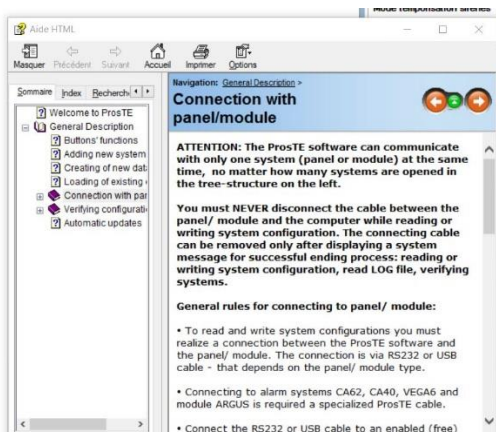 Mode temporisation sirènes
Aide HTML
Masquer Précédent Suivant Accueil Imprimer Options
Sommaire Index Recherch
Welcome to ProsTE
General Description
Buttons' functions
Adding new system
Creating of new dat
Loading of existing
Connection with par
Verifying configurati
Automatic updates
Navigation: General Description >
Connection with
panel/module
ATTENTION: The ProsTE software can communicate
with only one system (panel or module) at the same
time, no matter how many systems are opened in
the tree-structure on the left.
You must NEVER disconnect the cable between the
panel/ module and the computer while reading or
writing system configuration. The connecting cable
can be removed only after displaying a system
message for successful ending process: reading or
writing system configuration, read LOG file, verifying
systems.
General rules for connecting to panel/ module:
• To read and write system configurations you must
realize a connection between the ProsTE software and
the panel/ module. The connection is via RS232 or USB
cable - that depends on the panel/ module type.
• Connecting to alarm systems CA62, CA40, VEGA6 and
module ARGUS is required a specialized ProsTE cable.
• Connect the RS232 or USB cable to an enabled (free)